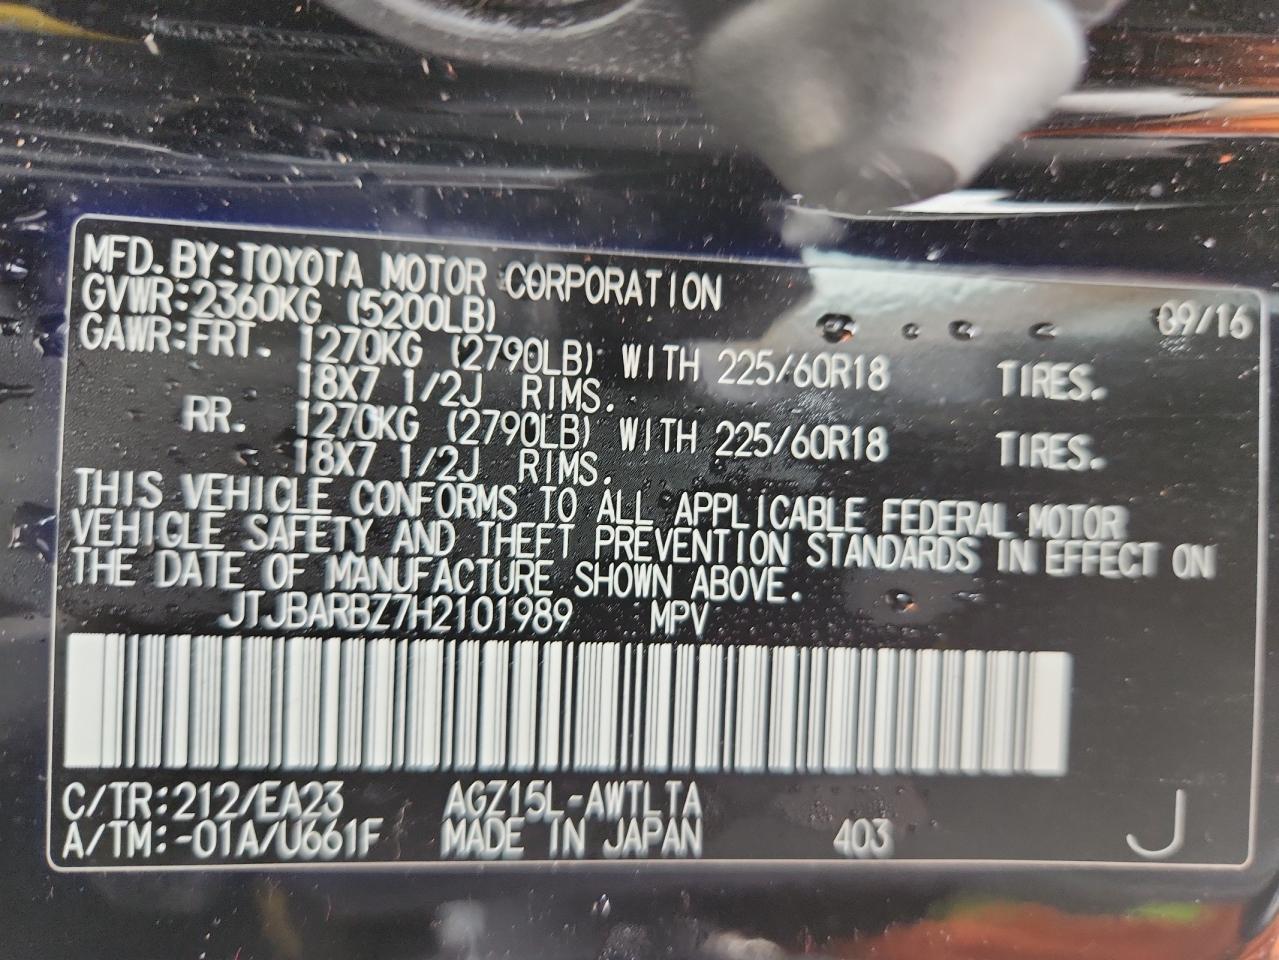 MFD. BY:TOYOTA MOTOR CORPORATION 09/16
GVWR:2360KG (5200LB)
GAWR:FRT. 1270KG (2790LB) WITH 225/60R18 TIRES.
18X7 1/2J RIMS.
RR. 1270KG (2790LB) WITH 225/60R18 TIRES.
18X7 1/2J RIMS.
THIS VEHICLE CONFORMS TO ALL APPLICABLE FEDERAL MOTOR
VEHICLE SAFETY AND THEFT PREVENTION STANDARDS IN EFFECT ON
THE DATE OF MANUFACTURE SHOWN ABOVE.
JTJBARBZ7H2101989 MPV
C/TR:212/EA23 AGZ15L-AWTLTA
A/TM:-01A/U661F MADE IN JAPAN 403 J